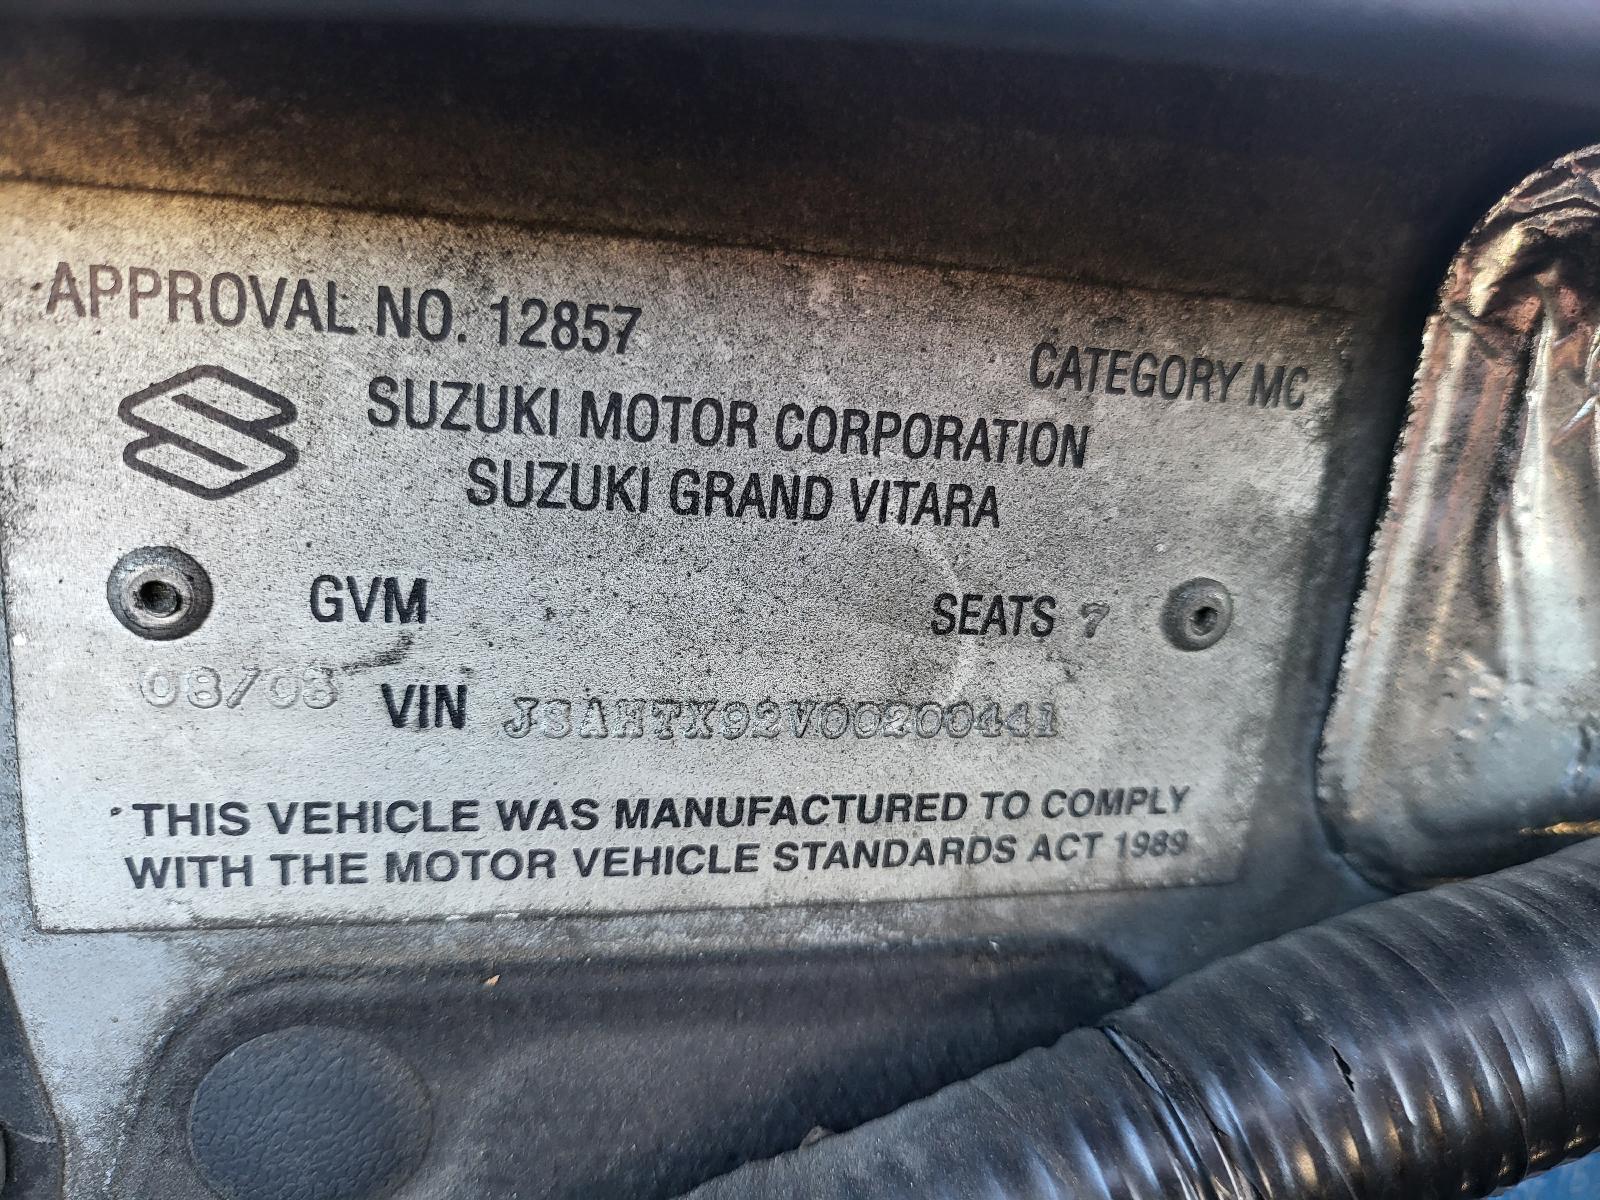 APPROVAL NO. 12857
CATEGORY MC
SUZUKI MOTOR CORPORATION
SUZUKI GRAND VITARA
GVM
SEATS 7
08/03 VIN JSAHTX92V00200441
THIS VEHICLE WAS MANUFACTURED TO COMPLY
WITH THE MOTOR VEHICLE STANDARDS ACT 1989